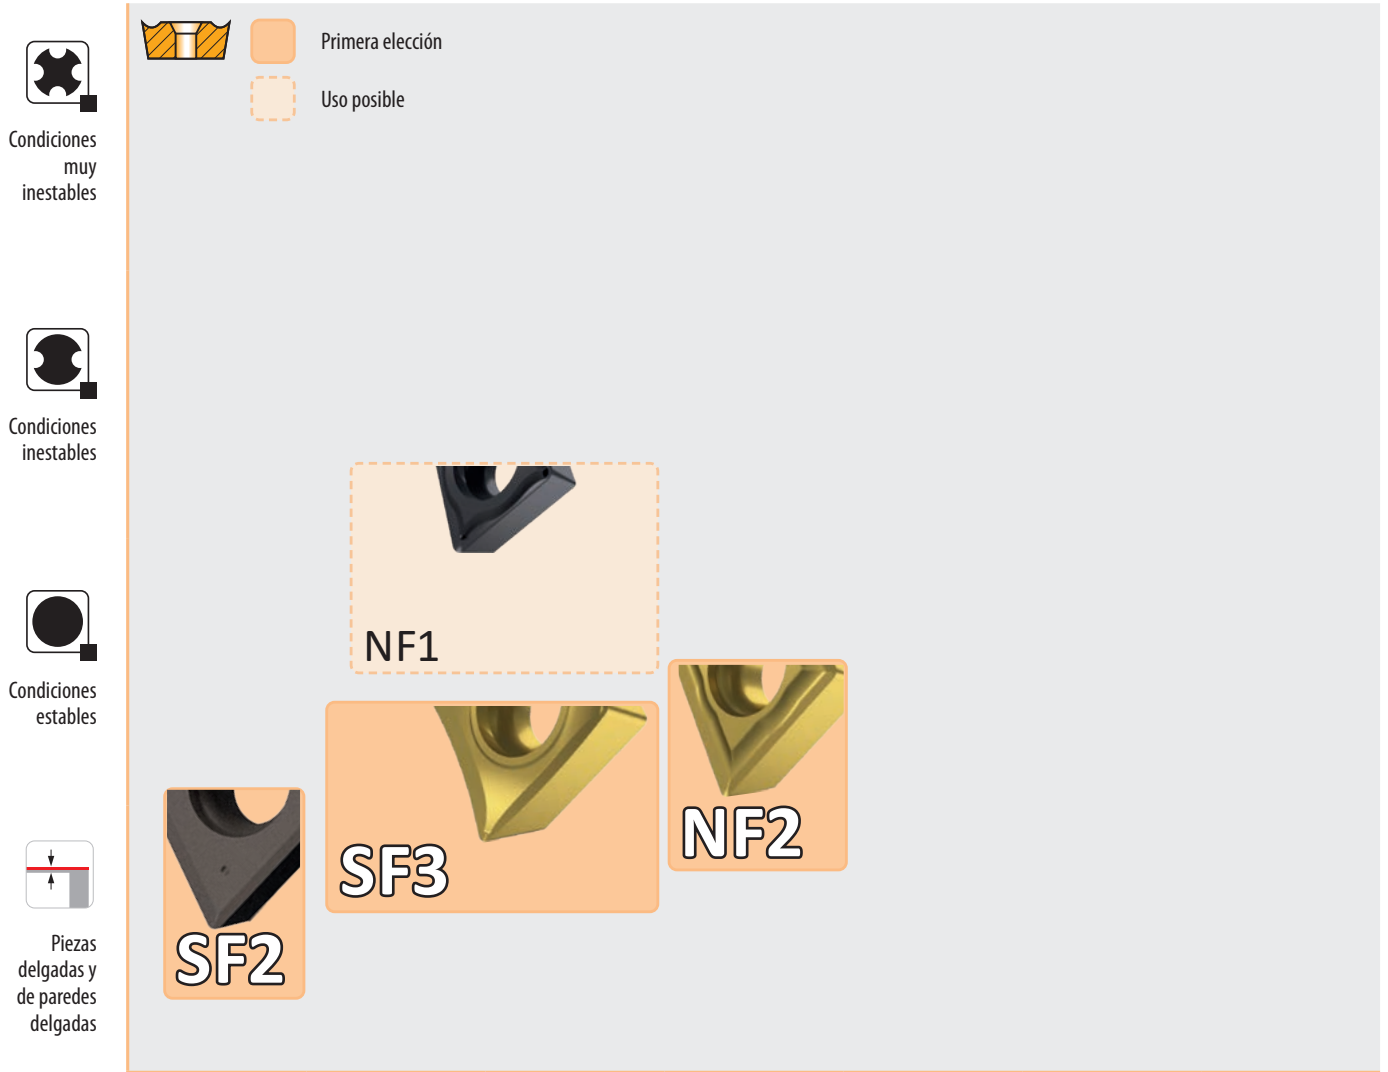 Primera elección
Uso posible
Condiciones
muy
inestables
Condiciones
inestables
NF1
Condiciones
estables
SF3
NF2
SF2
Piezas
delgadas y
de paredes
delgadas